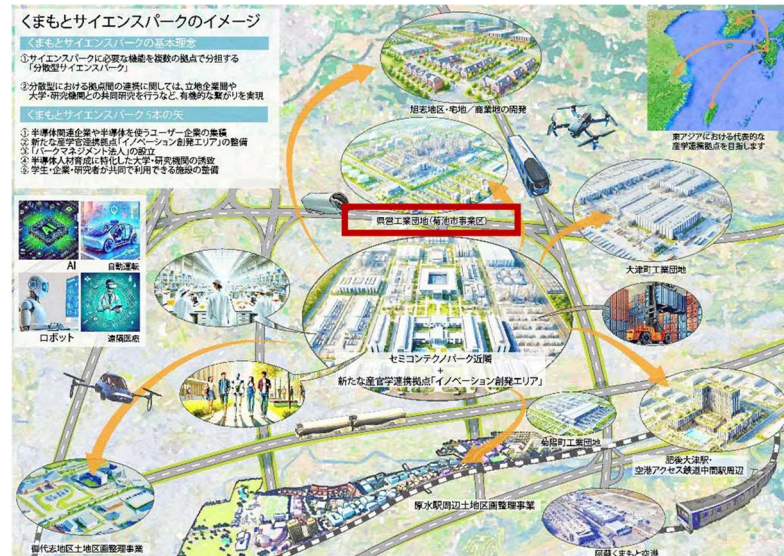 くまもとサイエンスパークのイメージ
くまもとサイエンスパークの基本理念
①サイエンスパークに必要な機能を複数の拠点で分担する
「分散型サイエンスパーク」
②分散型における拠点間の連携に関しては、立地企業間や
大学・研究機関との共同研究を行うなど、有機的な繋がりを実現
くまもとサイエンスパーク 5本の矢
① 半導体関連企業や半導体を使うユーザー企業の集積
② 新たな産学官連携拠点「イノベーション創発エリア」の整備
③ 「パークマネジメント法人」の設立
④ 半導体人材育成に特化した大学・研究機関の誘致
⑤ 学生・企業・研究者が共同で利用できる施設の整備
旭志地区・宅地/商業地の開発
東アジアにおける代表的な
産学連携拠点を目指します
県営工業団地(菊池市事業区)
大津町工業団地
AI
自動運転
ロボット
遠隔医療
セミコンテクノパーク近隣
+
新たな産官学連携拠点「イノベーション創発エリア」
菊陽町工業団地
肥後大津駅・
空港アクセス鉄道中間駅周辺
原水駅周辺土地区画整理事業
御代志地区土地区画整理事業
阿蘇くまもと空港